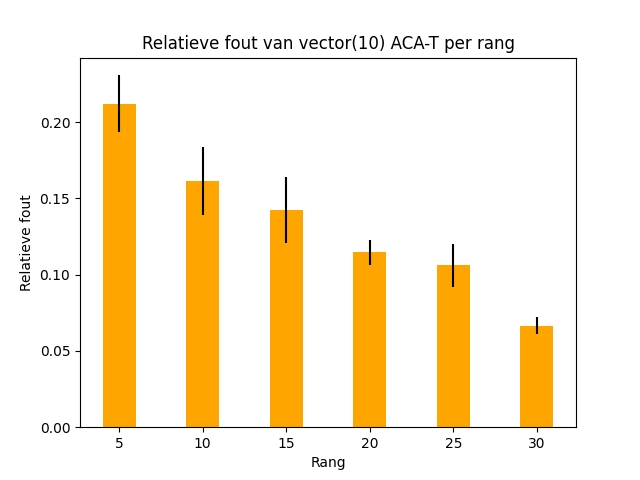 Relatieve fout van vector(10) ACA-T per rang
Relatieve fout
0.20
0.15
0.10
0.05
0.00
5 10 15 20 25 30
Rang